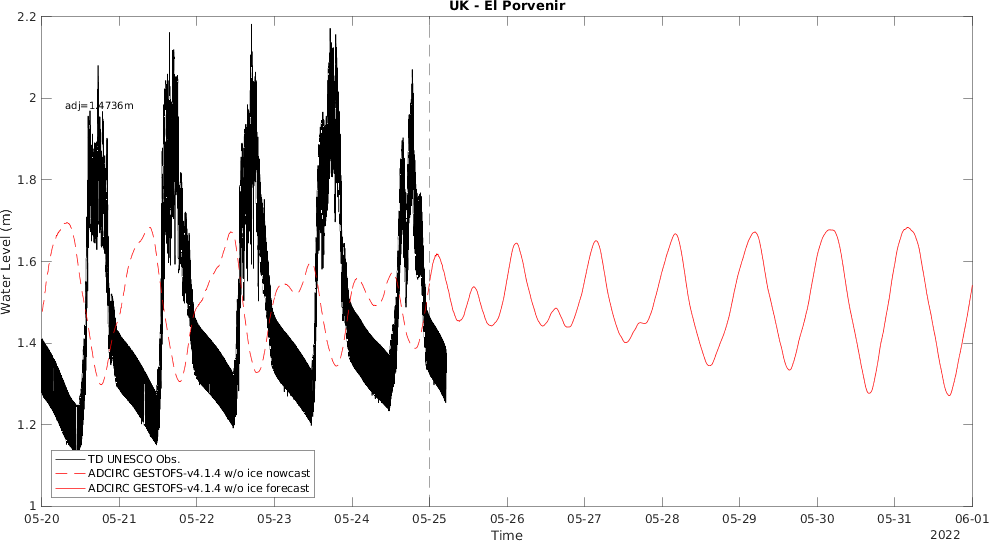 UK - El Porvenir
2.2
2
1.8
1.6
1.4
1.2
1
Water Level (m)
adj=1.4736m
TD UNESCO Obs.
ADCIRC GESTOFS-v4.1.4 w/o ice nowcast
ADCIRC GESTOFS-v4.1.4 w/o ice forecast
05-20 05-21 05-22 05-23 05-24 05-25 05-26 05-27 05-28 05-29 05-30 05-31 06-01
Time
2022